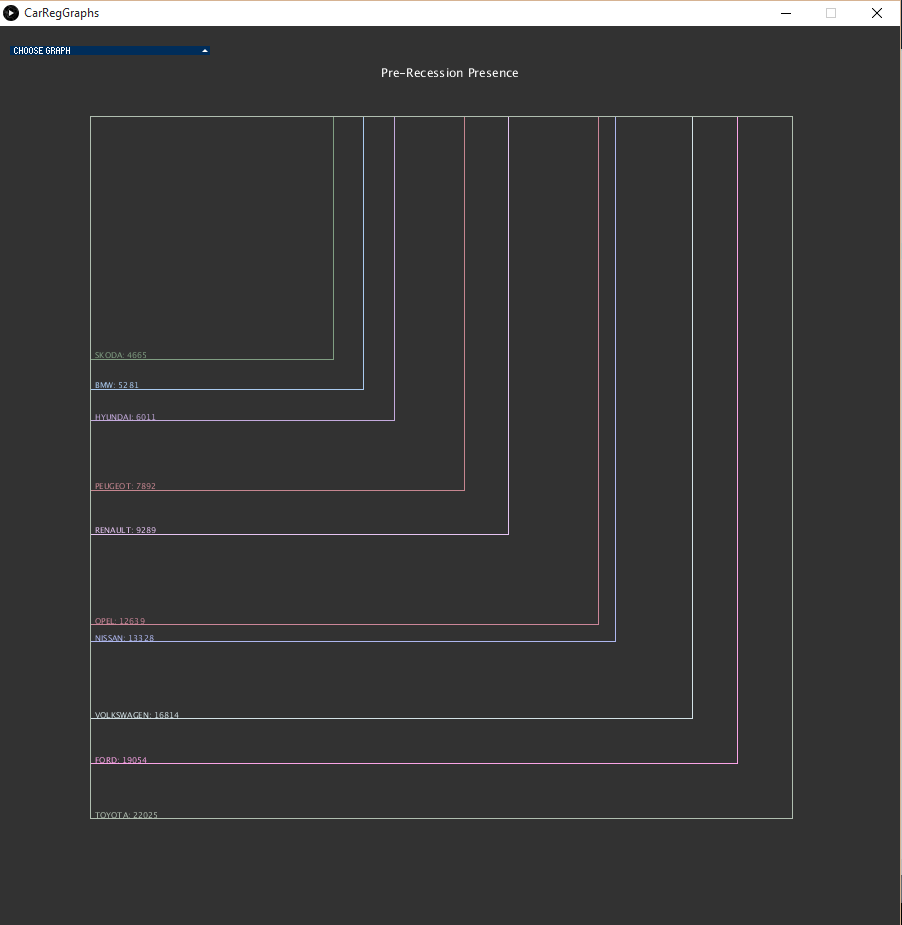 CarRegGraphs
CHOOSE GRAPH
Pre-Recession Presence
SKODA: 4665
BMW: 5281
HYUNDAI: 6011
PEUGEOT: 7892
RENAULT: 9289
OPEL: 12639
NISSAN: 13328
VOLKSWAGEN: 16814
FORD: 19054
TOYOTA: 22025